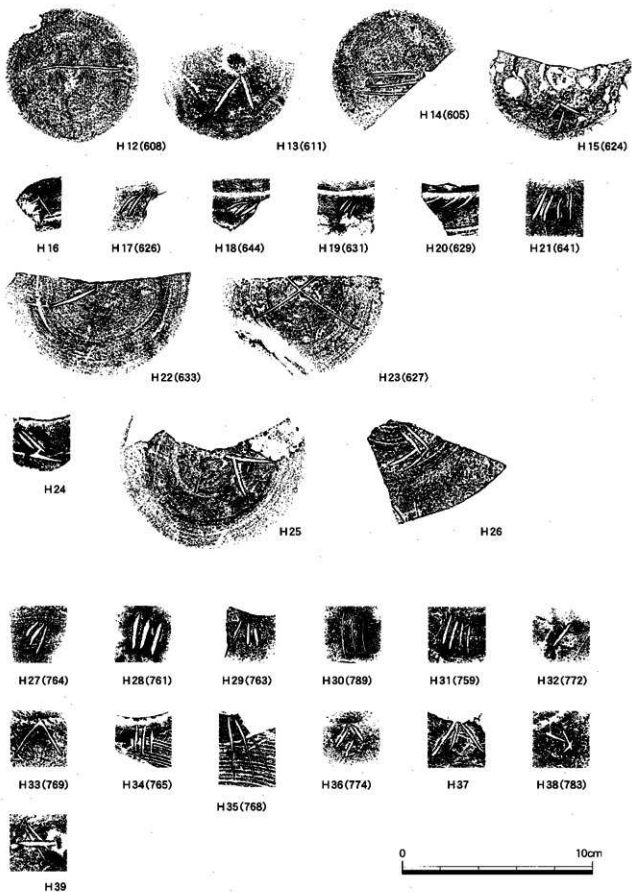 H12(608)
H13(611)
H14(605)
H15(624)
H16
H17(626)
H18(644)
H19(631)
H20(629)
H21(641)
H22(633)
H23(627)
H24
H25
H26
H27(764)
H28(761)
H29(763)
H30(789)
H31(759)
H32(772)
H33(769)
H34(765)
H35(768)
H36(774)
H37
H38(783)
H39
0 10cm